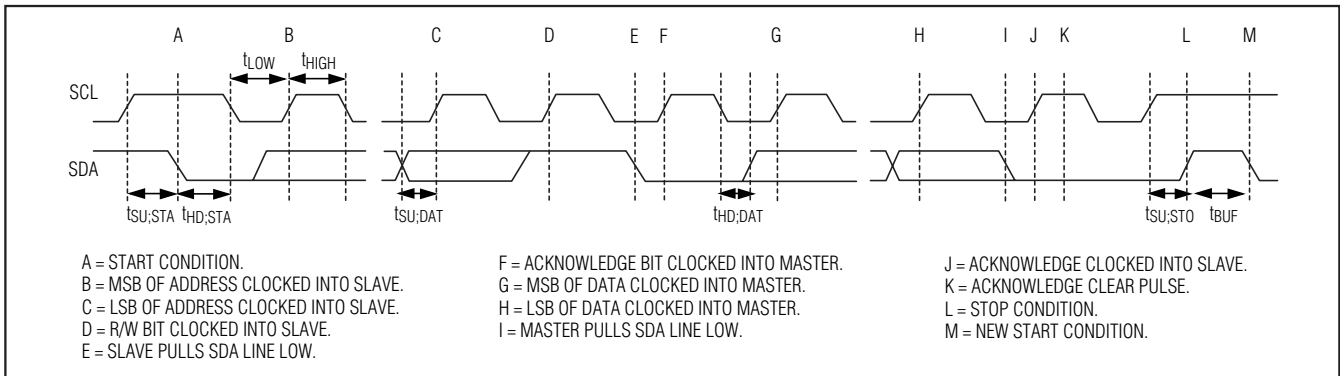 A B C D E F G H I J K L M
tLOW tHIGH
SCL
SDA
tSU;STA tHD;STA tSU;DAT tHD;DAT tSU;STO tBUF
A = START CONDITION.
B = MSB OF ADDRESS CLOCKED INTO SLAVE.
C = LSB OF ADDRESS CLOCKED INTO SLAVE.
D = R/W BIT CLOCKED INTO SLAVE.
E = SLAVE PULLS SDA LINE LOW.
F = ACKNOWLEDGE BIT CLOCKED INTO MASTER.
G = MSB OF DATA CLOCKED INTO MASTER.
H = LSB OF DATA CLOCKED INTO MASTER.
I = MASTER PULLS SDA LINE LOW.
J = ACKNOWLEDGE CLOCKED INTO SLAVE.
K = ACKNOWLEDGE CLEAR PULSE.
L = STOP CONDITION.
M = NEW START CONDITION.